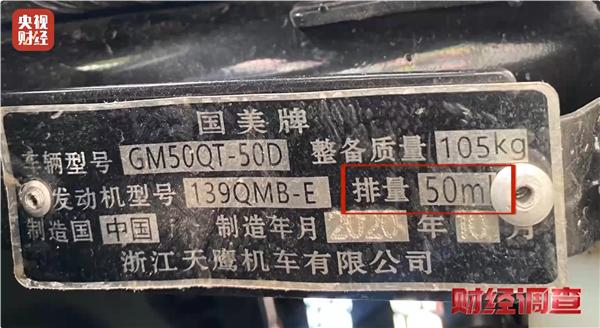 央视
财经
国美牌
车辆型号 GM50QT-50D 整备质量 105kg
发动机型号 139QMB-E 排量 50ml
制造国 中国 制造年月 2020 年 10 月
浙江天鹰机车有限公司
财经调查